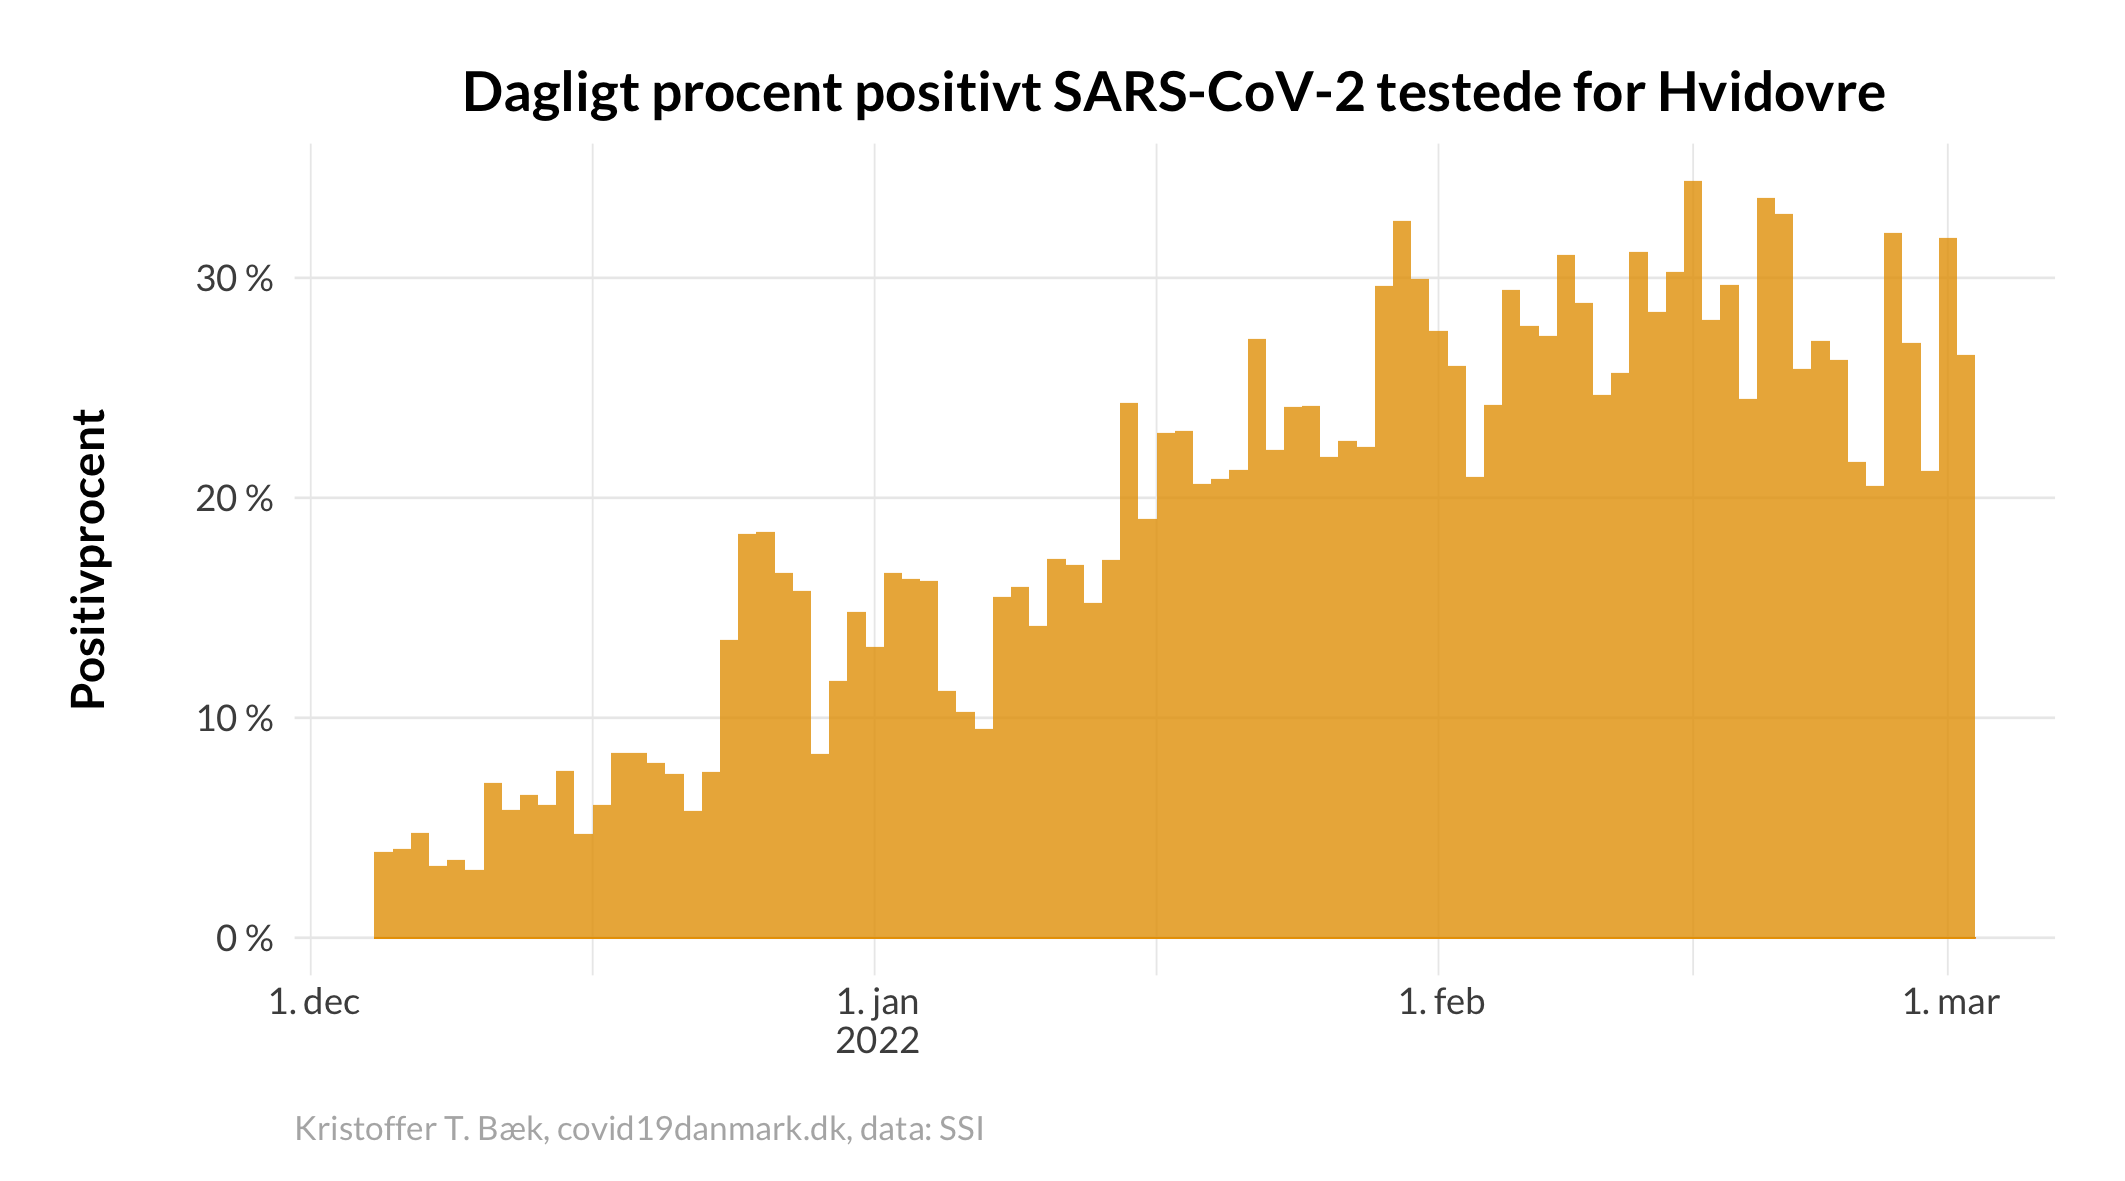 Dagligt procent positivt SARS-CoV-2 testede for Hvidovre
Positivprocent
30 %
20 %
10 %
0 %
1. dec
1. jan
2022
1. feb
1. mar
Kristoffer T. Bæk, covid19danmark.dk, data: SSI